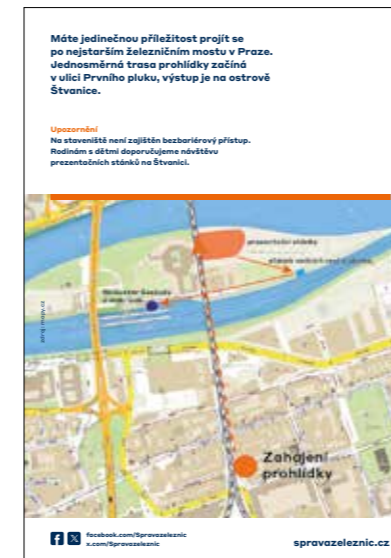 Máte jedinečnou příležitost projít se
po nejstarším železničním mostu v Praze.
Jednosměrná trasa prohlídky začíná
v ulici Prvního pluku, výstup je na ostrově
Štvanice.
Upozornění
Na staveniště není zajištěn bezbariérový přístup.
Rodinám s dětmi doporučujeme návštěvu
prezentačních stánků na Štvanici.
prezentační stánky
Zahájení
prohlídky
facebook.com/Spravazeleznic
x.com/Spravazeleznic
spravazeleznic.cz